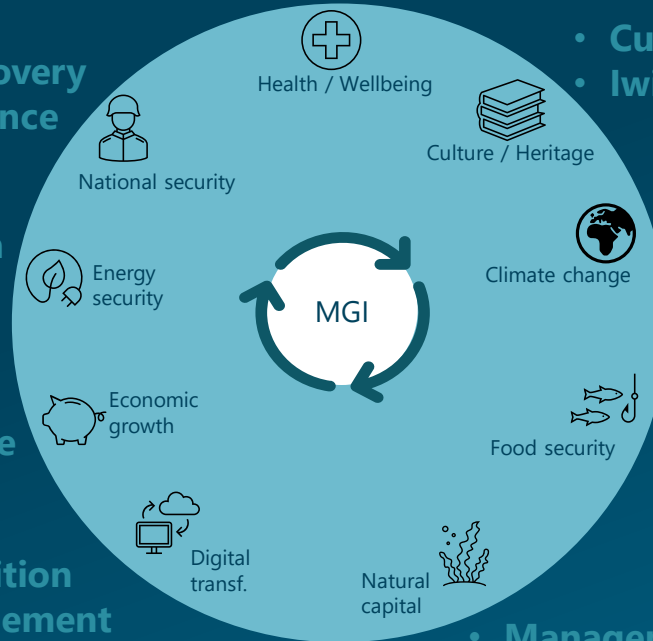 Health / Wellbeing
Culture / Heritage
National security
Climate change
Energy
security
MGI
Economic
growth
Food security
Digital
transf.
Natural
capital